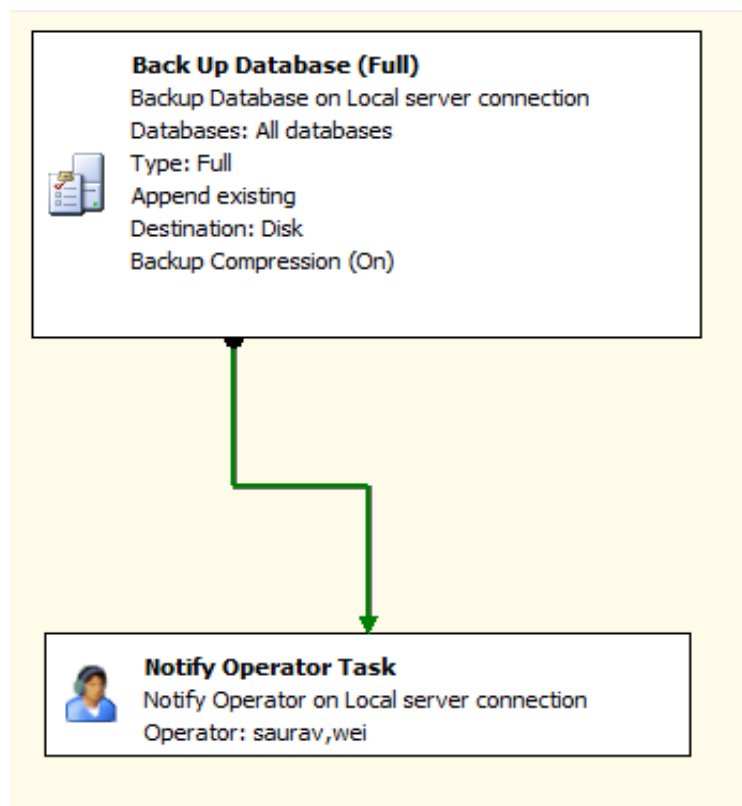 Back Up Database (Full)
Backup Database on Local server connection
Databases: All databases
Type: Full
Append existing
Destination: Disk
Backup Compression (On)
Notify Operator Task
Notify Operator on Local server connection
Operator: saurav,wei